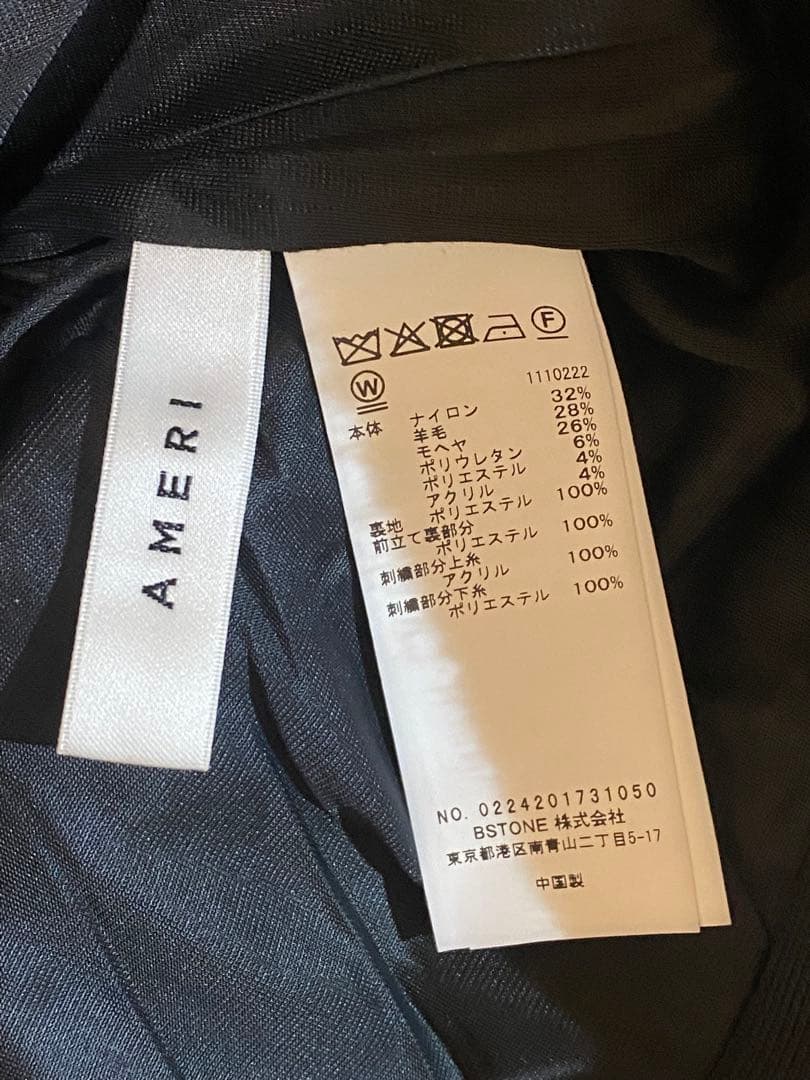 AMERI
F
W
1110222
本体 ナイロン 32%
羊毛 28%
モヘヤ 26%
ポリウレタン 6%
ポリエステル 4%
アクリル 4%
裏地 ポリエステル 100%
前立て裏部分
ポリエステル 100%
刺繍部分上糸
アクリル 100%
刺繍部分下糸
ポリエステル 100%
NO. 0224201731050
BSTONE 株式会社
東京都港区南青山二丁目5-17
中国製